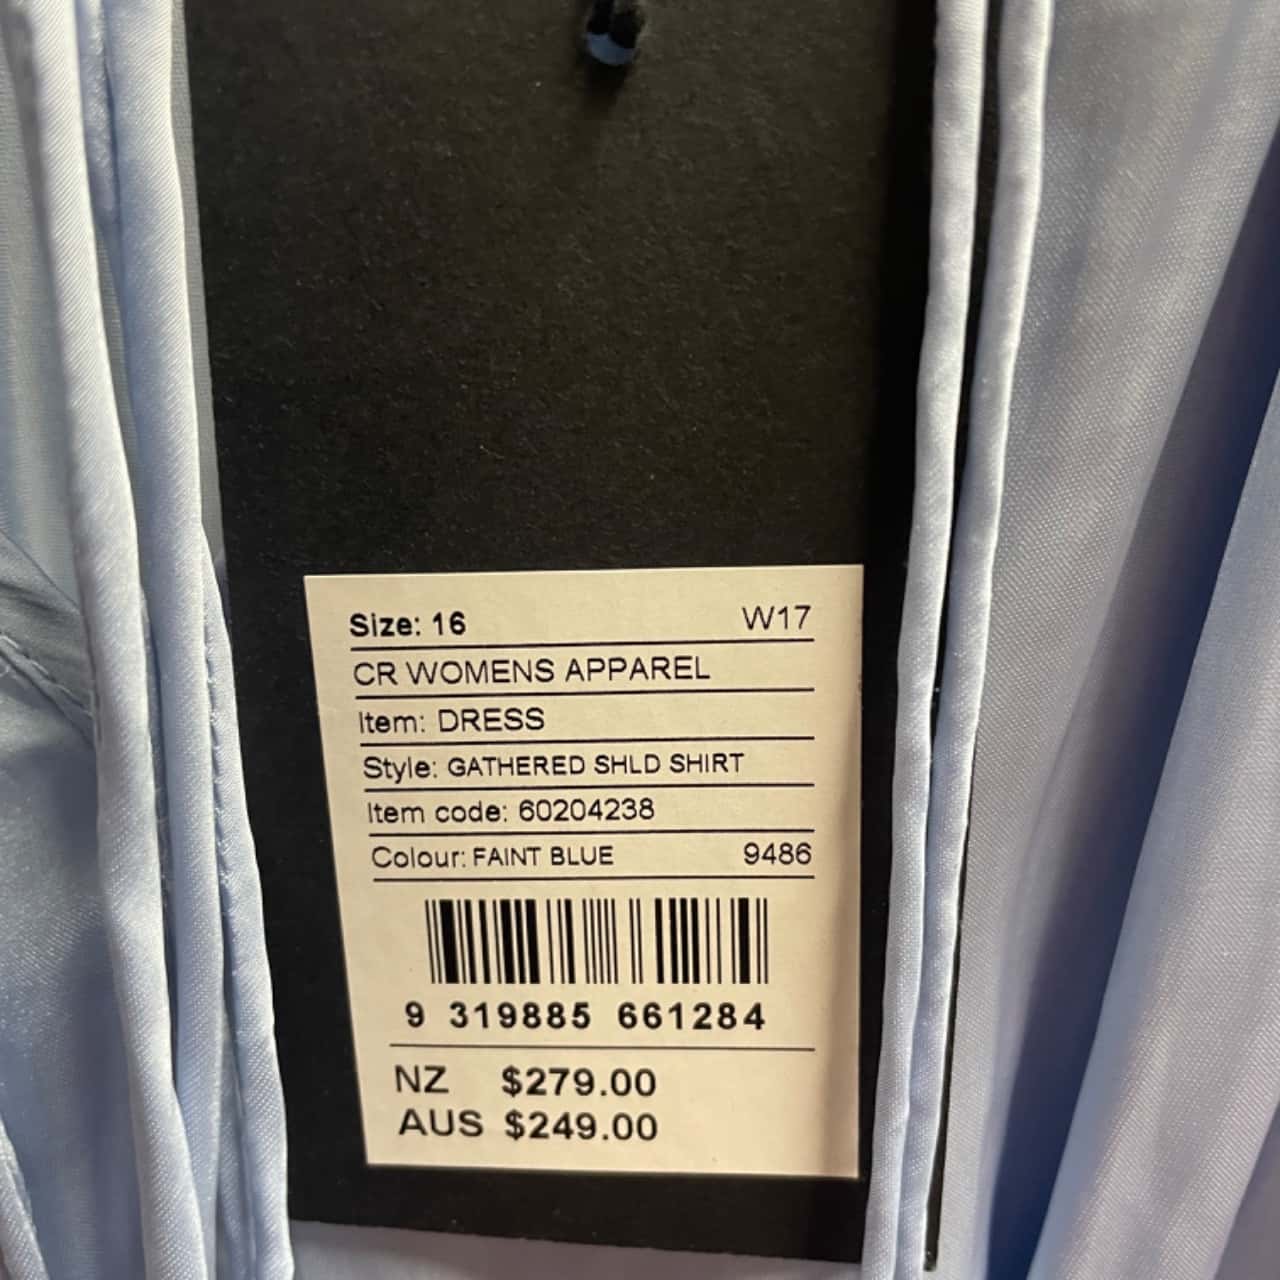 Size: 16 W17
CR WOMENS APPAREL
Item: DRESS
Style: GATHERED SHLD SHIRT
Item code: 60204238
Colour: FAINT BLUE 9486
9 319885 661284
NZ $279.00
AUS $249.00